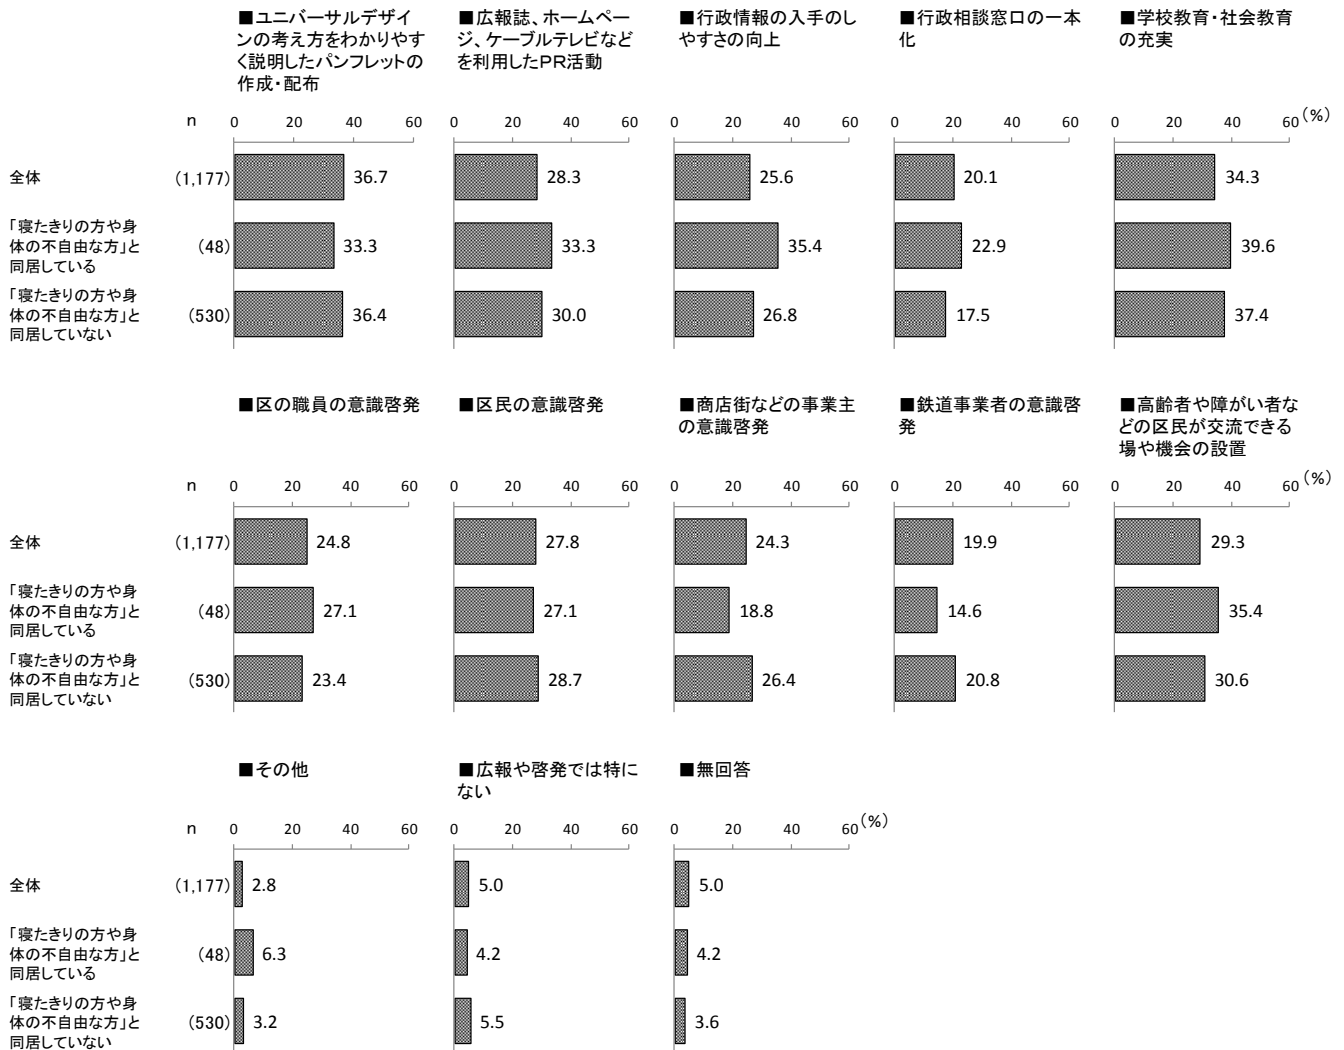 ■ユニバーサルデザイ
ンの考え方をわかりやす
く説明したパンフレットの
作成・配布
■広報誌、ホームペー
ジ、ケーブルテレビなど
を利用したPR活動
■行政情報の入手のし
やすさの向上
■行政相談窓口の一本
化
■学校教育・社会教育
の充実
n 0 20 40 60 0 20 40 60 0 20 40 60 0 20 40 60 0 20 40 60 (%)
全体 (1,177) 36.7 28.3 25.6 20.1 34.3
「寝たきりの方や身
体の不自由な方」と
同居している
(48) 33.3 33.3 35.4 22.9 39.6
「寝たきりの方や身
体の不自由な方」と
同居していない
(530) 36.4 30.0 26.8 17.5 37.4
■区の職員の意識啓発
■区民の意識啓発
■商店街などの事業主
の意識啓発
■鉄道事業者の意識啓
発
■高齢者や障がい者な
どの区民が交流できる
場や機会の設置
n 0 20 40 60 0 20 40 60 0 20 40 60 0 20 40 60 0 20 40 60 (%)
全体 (1,177) 24.8 27.8 24.3 19.9 29.3
「寝たきりの方や身
体の不自由な方」と
同居している
(48) 27.1 27.1 18.8 14.6 35.4
「寝たきりの方や身
体の不自由な方」と
同居していない
(530) 23.4 28.7 26.4 20.8 30.6
■その他
■広報や啓発では特に
ない
■無回答
n 0 20 40 60 0 20 40 60 0 20 40 60 (%)
全体 (1,177) 2.8 5.0 5.0
「寝たきりの方や身
体の不自由な方」と
同居している
(48) 6.3 4.2 4.2
「寝たきりの方や身
体の不自由な方」と
同居していない
(530) 3.2 5.5 3.6